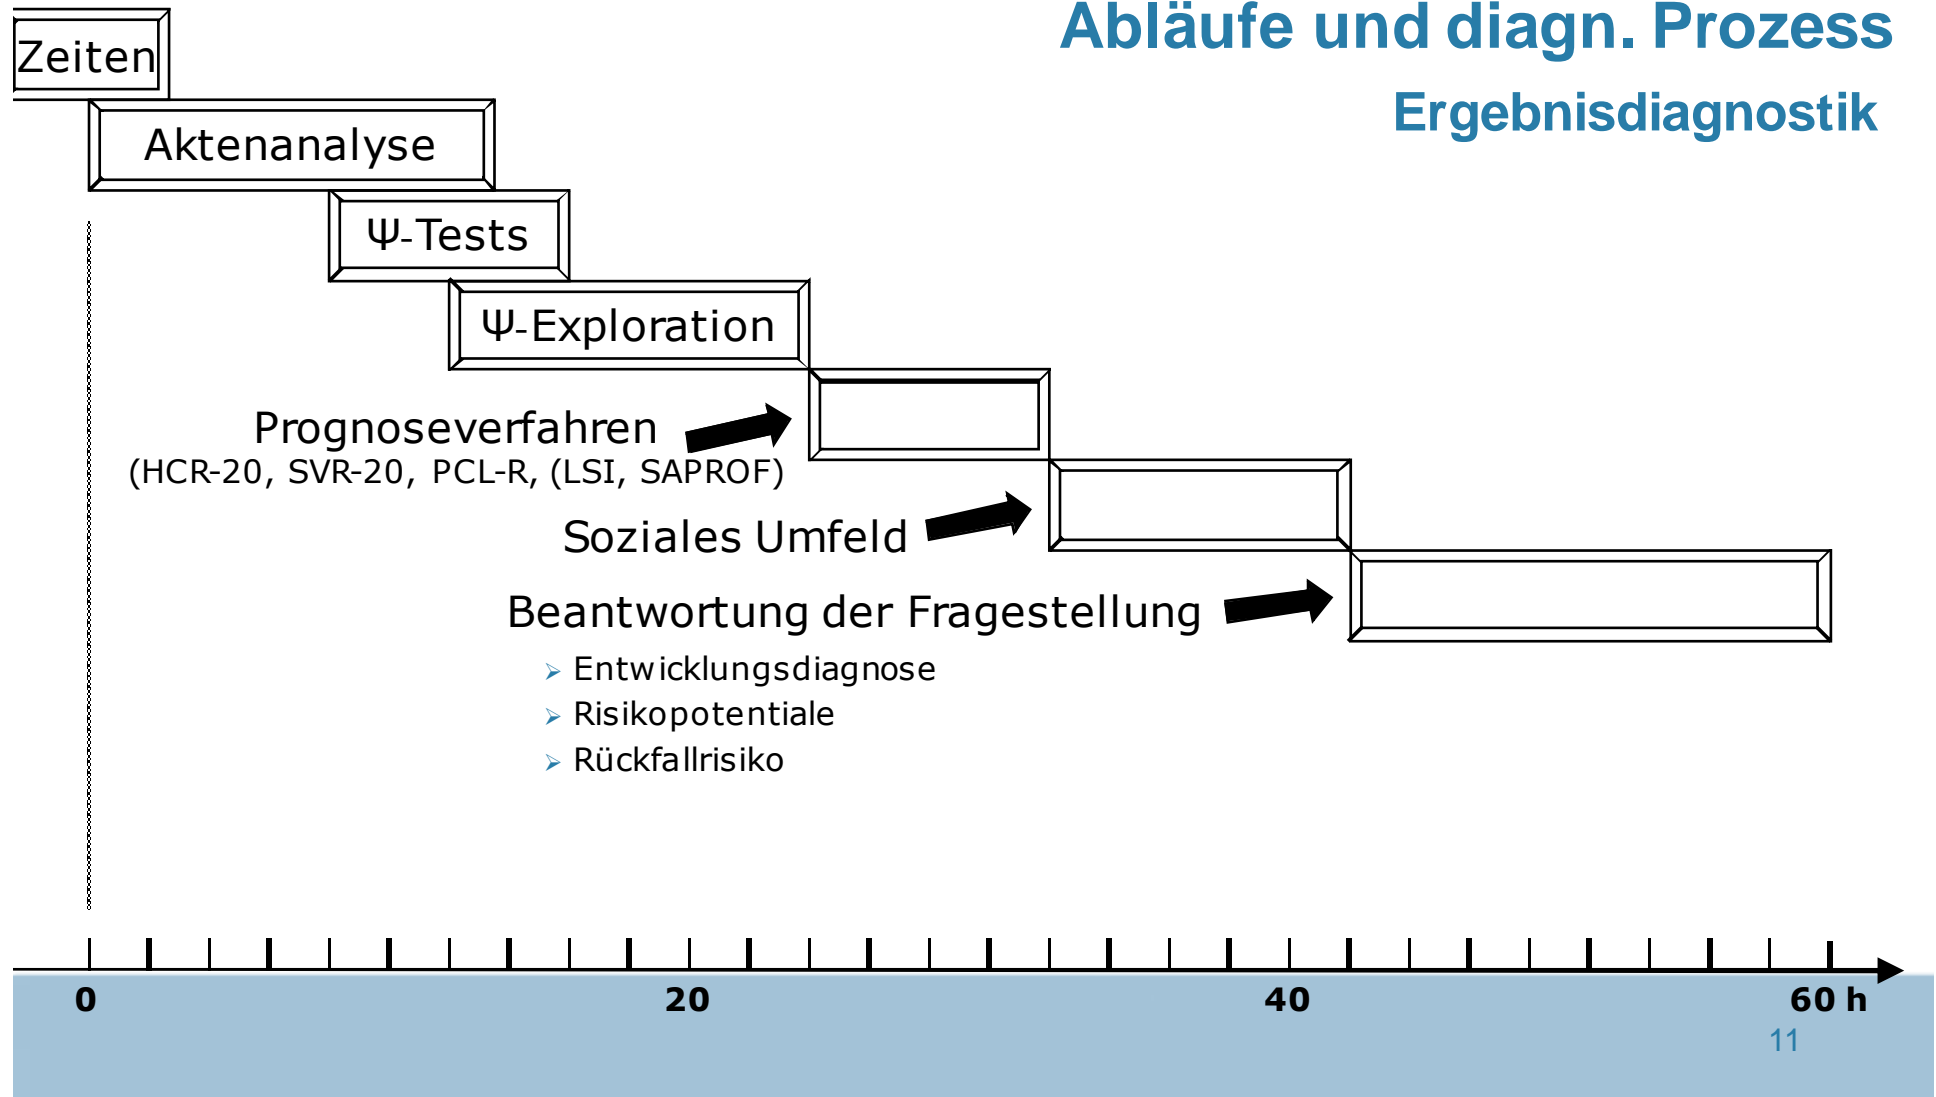 Abläufe und diagn. Prozess
Ergebnisdiagnostik
Zeiten
Aktenanalyse
Ψ-Tests
Ψ-Exploration
Prognoseverfahren
(HCR-20, SVR-20, PCL-R, (LSI, SAPROF)
Soziales Umfeld
Beantwortung der Fragestellung
➢ Entwicklungsdiagnose
➢ Risikopotentiale
➢ Rückfallrisiko
0 20 40 60 h
11